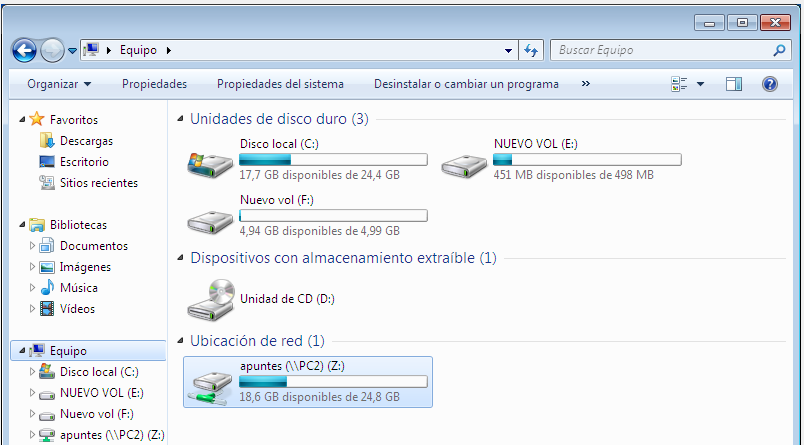 Equipo
Buscar Equipo
Organizar
Propiedades
Propiedades del sistema
Desinstalar o cambiar un programa
»
Favoritos
Descargas
Escritorio
Sitios recientes
Bibliotecas
Documentos
Imágenes
Música
Vídeos
Equipo
Disco local (C:)
NUEVO VOL (E:)
Nuevo vol (F:)
apuntes (\\PC2) (Z:)
Unidades de disco duro (3)
Disco local (C:)
17,7 GB disponibles de 24,4 GB
NUEVO VOL (E:)
451 MB disponibles de 498 MB
Nuevo vol (F:)
4,94 GB disponibles de 4,99 GB
Dispositivos con almacenamiento extraíble (1)
Unidad de CD (D:)
Ubicación de red (1)
apuntes (\\PC2) (Z:)
18,6 GB disponibles de 24,8 GB